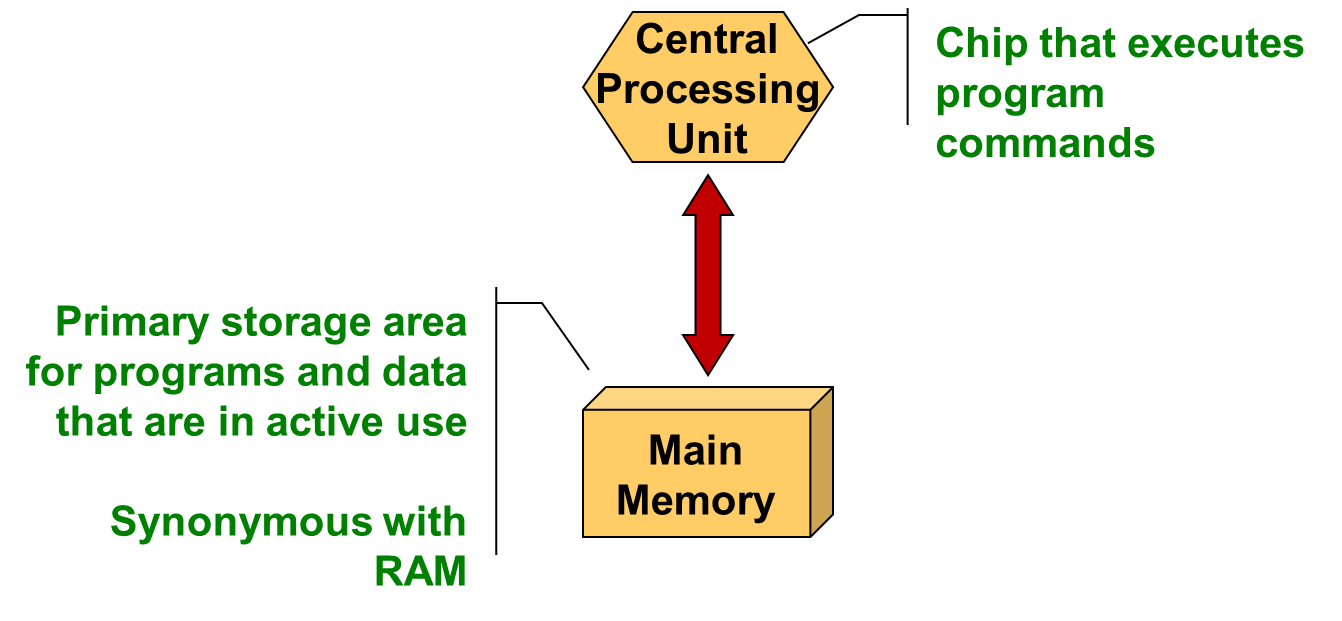 Central
Processing
Unit
Chip that executes
program
commands
Primary storage area
for programs and data
that are in active use
Synonymous with
RAM
Main
Memory